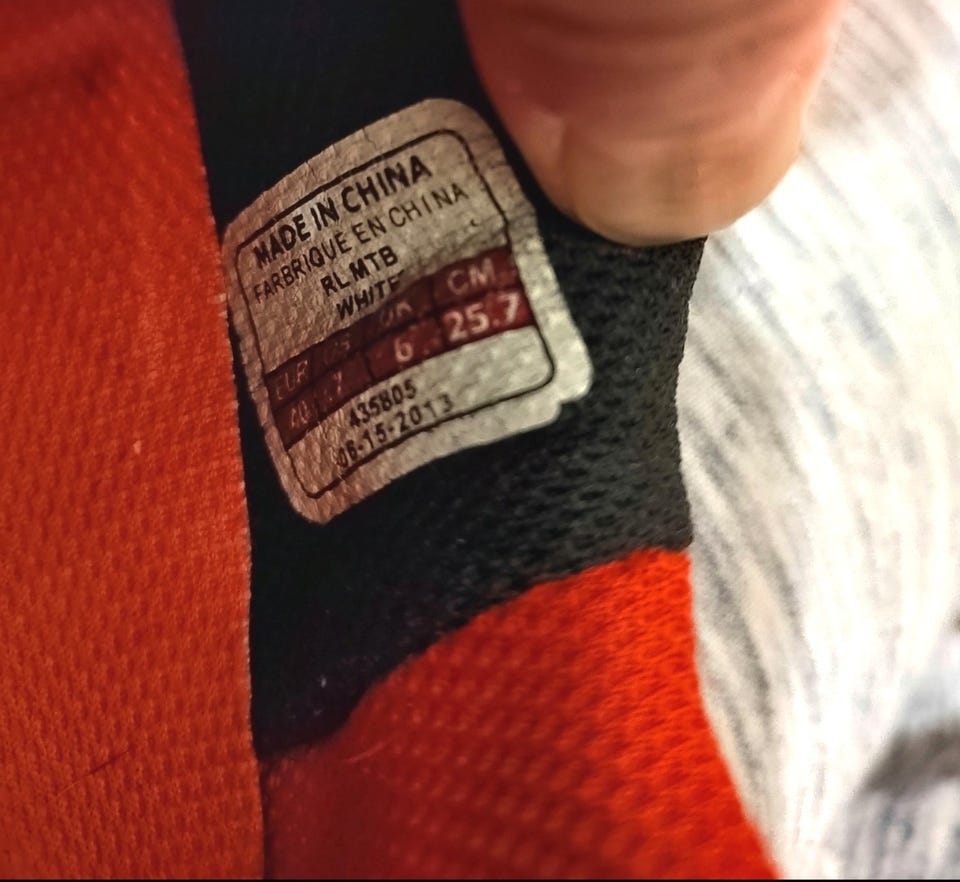 MADE IN CHINA
FARBRIQUE EN CHINA
RL MTB
WHITE
EUR US UK CM
7 6 25.7
435805
06-15-2013